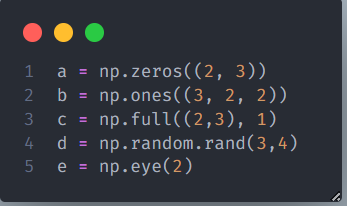 1 a = np.zeros((2, 3))
2 b = np.ones((3, 2, 2))
3 c = np.full((2,3), 1)
4 d = np.random.rand(3,4)
5 e = np.eye(2)